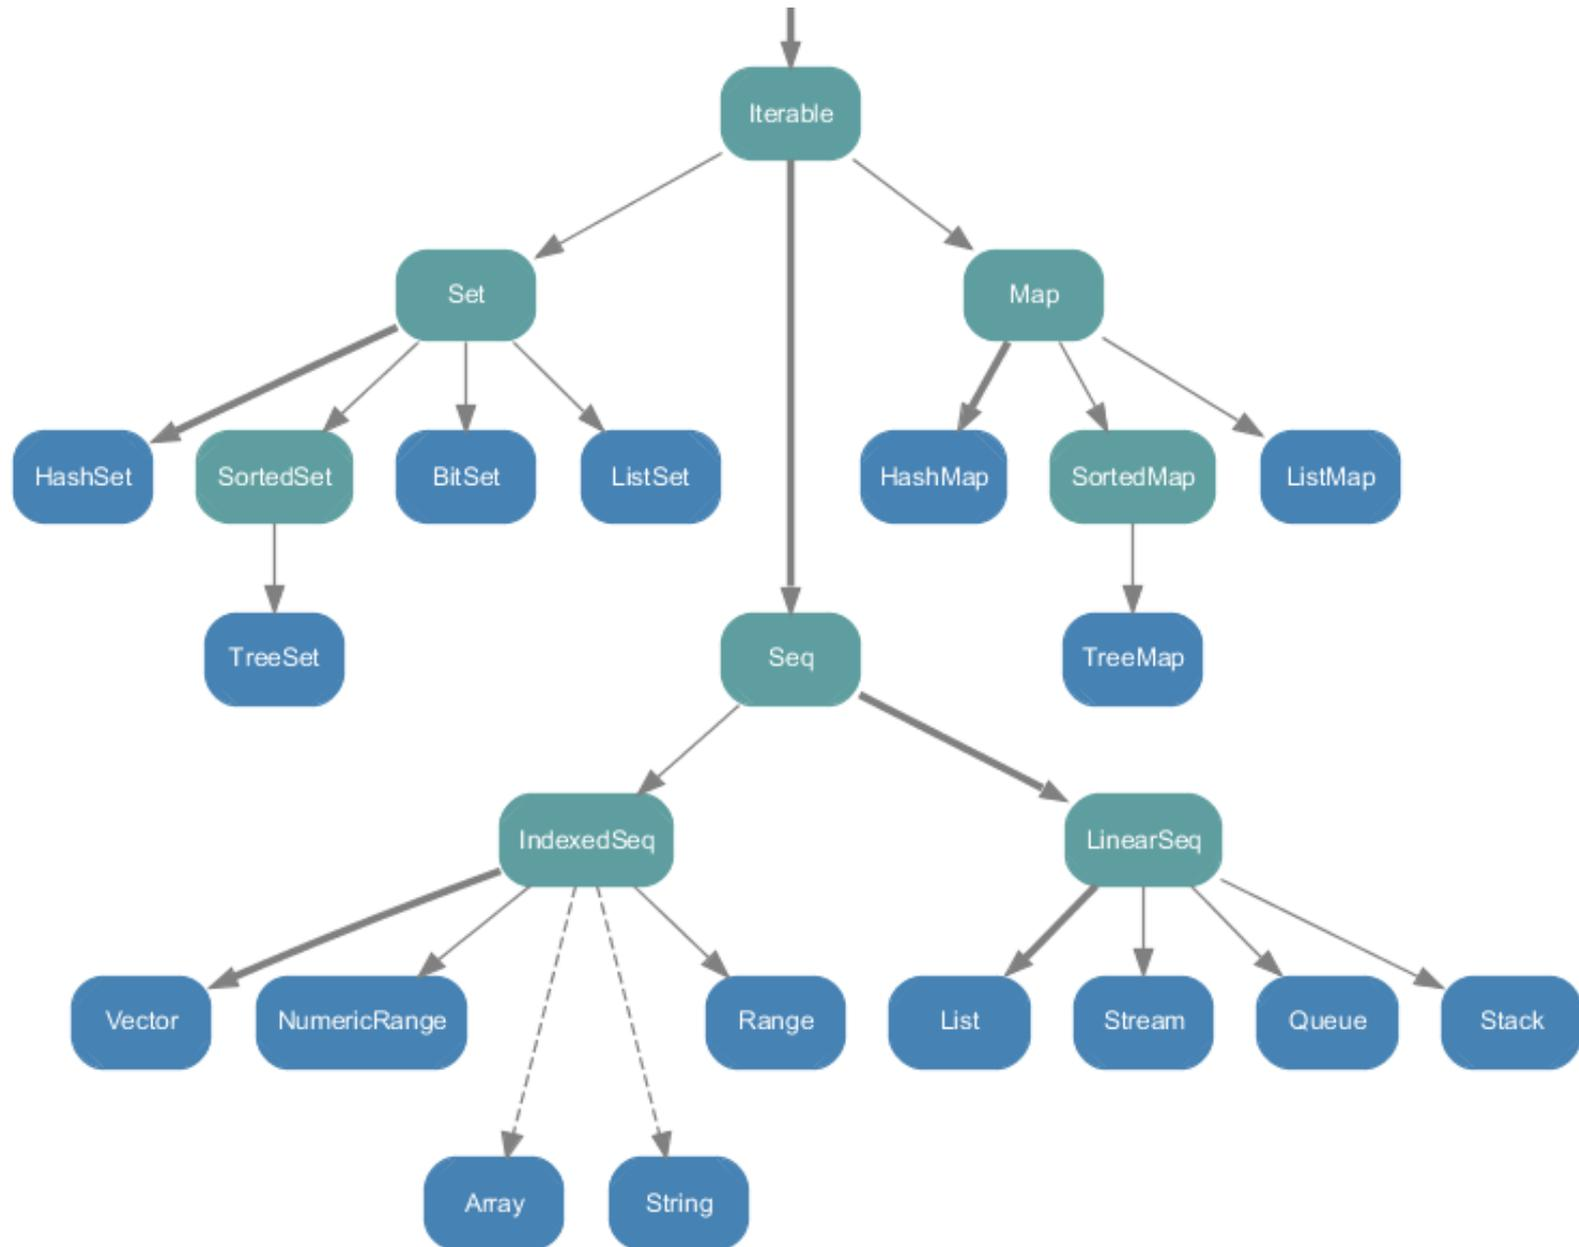 Iterable
Set
Map
HashSet
SortedSet
BitSet
ListSet
HashMap
SortedMap
ListMap
TreeSet
Seq
TreeMap
IndexedSeq
LinearSeq
Vector
NumericRange
Range
List
Stream
Queue
Stack
Array
String